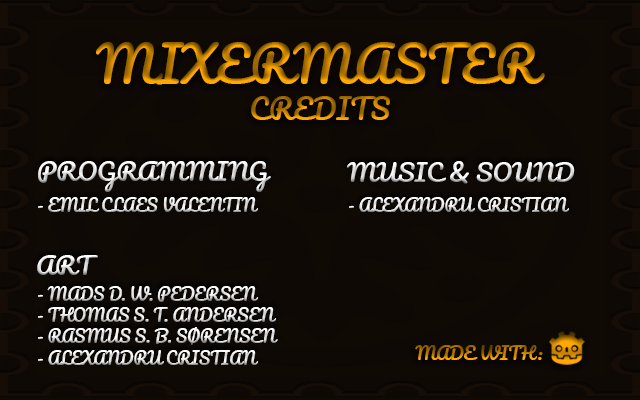 MIXERMASTER
CREDITS
PROGRAMMING
- EMIL CLAES VALENTIN
MUSIC & SOUND
- ALEXANDRU CRISTIAN
ART
- MADS D. W. PEDERSEN
- THOMAS S. T. ANDERSEN
- RASMUS S. B. SØRENSEN
- ALEXANDRU CRISTIAN
MADE WITH: